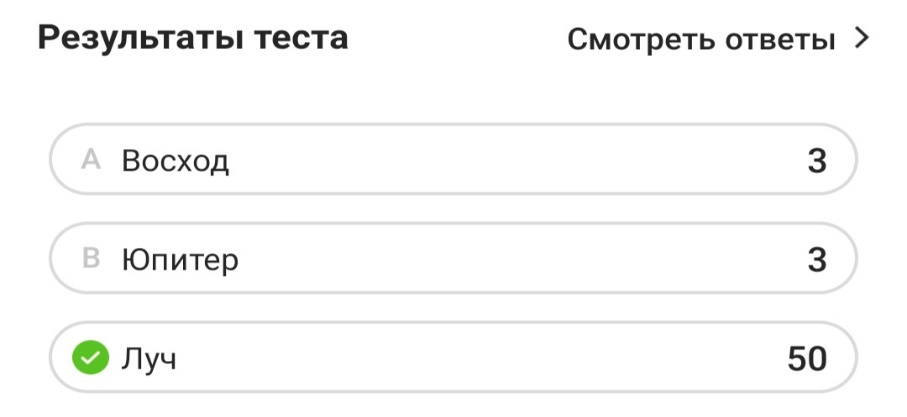 Результаты теста
Смотреть ответы >
A Восход 3
B Юпитер 3
Луч 50